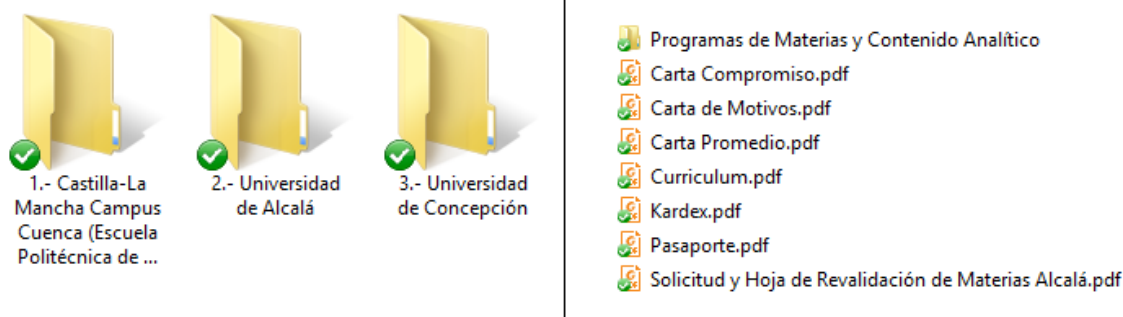 1.- Castilla-La
Mancha Campus
Cuenca (Escuela
Politécnica de ...
2.- Universidad
de Alcalá
3.- Universidad
de Concepción
Programas de Materias y Contenido Analítico
Carta Compromiso.pdf
Carta de Motivos.pdf
Carta Promedio.pdf
Curriculum.pdf
Kardex.pdf
Pasaporte.pdf
Solicitud y Hoja de Revalidación de Materias Alcalá.pdf